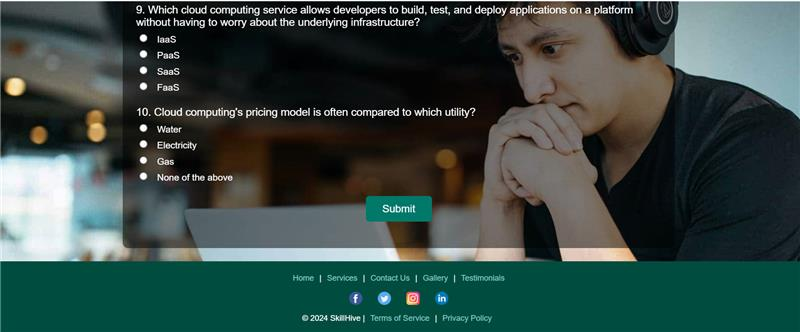 9. Which cloud computing service allows developers to build, test, and deploy applications on a platform
without having to worry about the underlying infrastructure?
IaaS
PaaS
SaaS
FaaS
10. Cloud computing's pricing model is often compared to which utility?
Water
Electricity
Gas
None of the above
Submit
Home | Services | Contact Us | Gallery | Testimonials
© 2024 SkillHive | Terms of Service | Privacy Policy